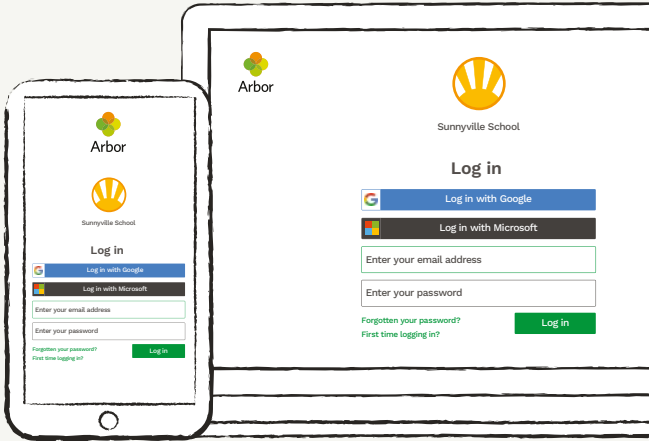 Arbor
Sunnyville School
Log in
Log in with Google
Log in with Microsoft
Enter your email address
Enter your password
Forgotten your password?
Log in
First time logging in?
Arbor
Sunnyville School
Log in
Log in with Google
Log in with Microsoft
Enter your email address
Enter your password
Forgotten your password?
Log in
First time logging in?